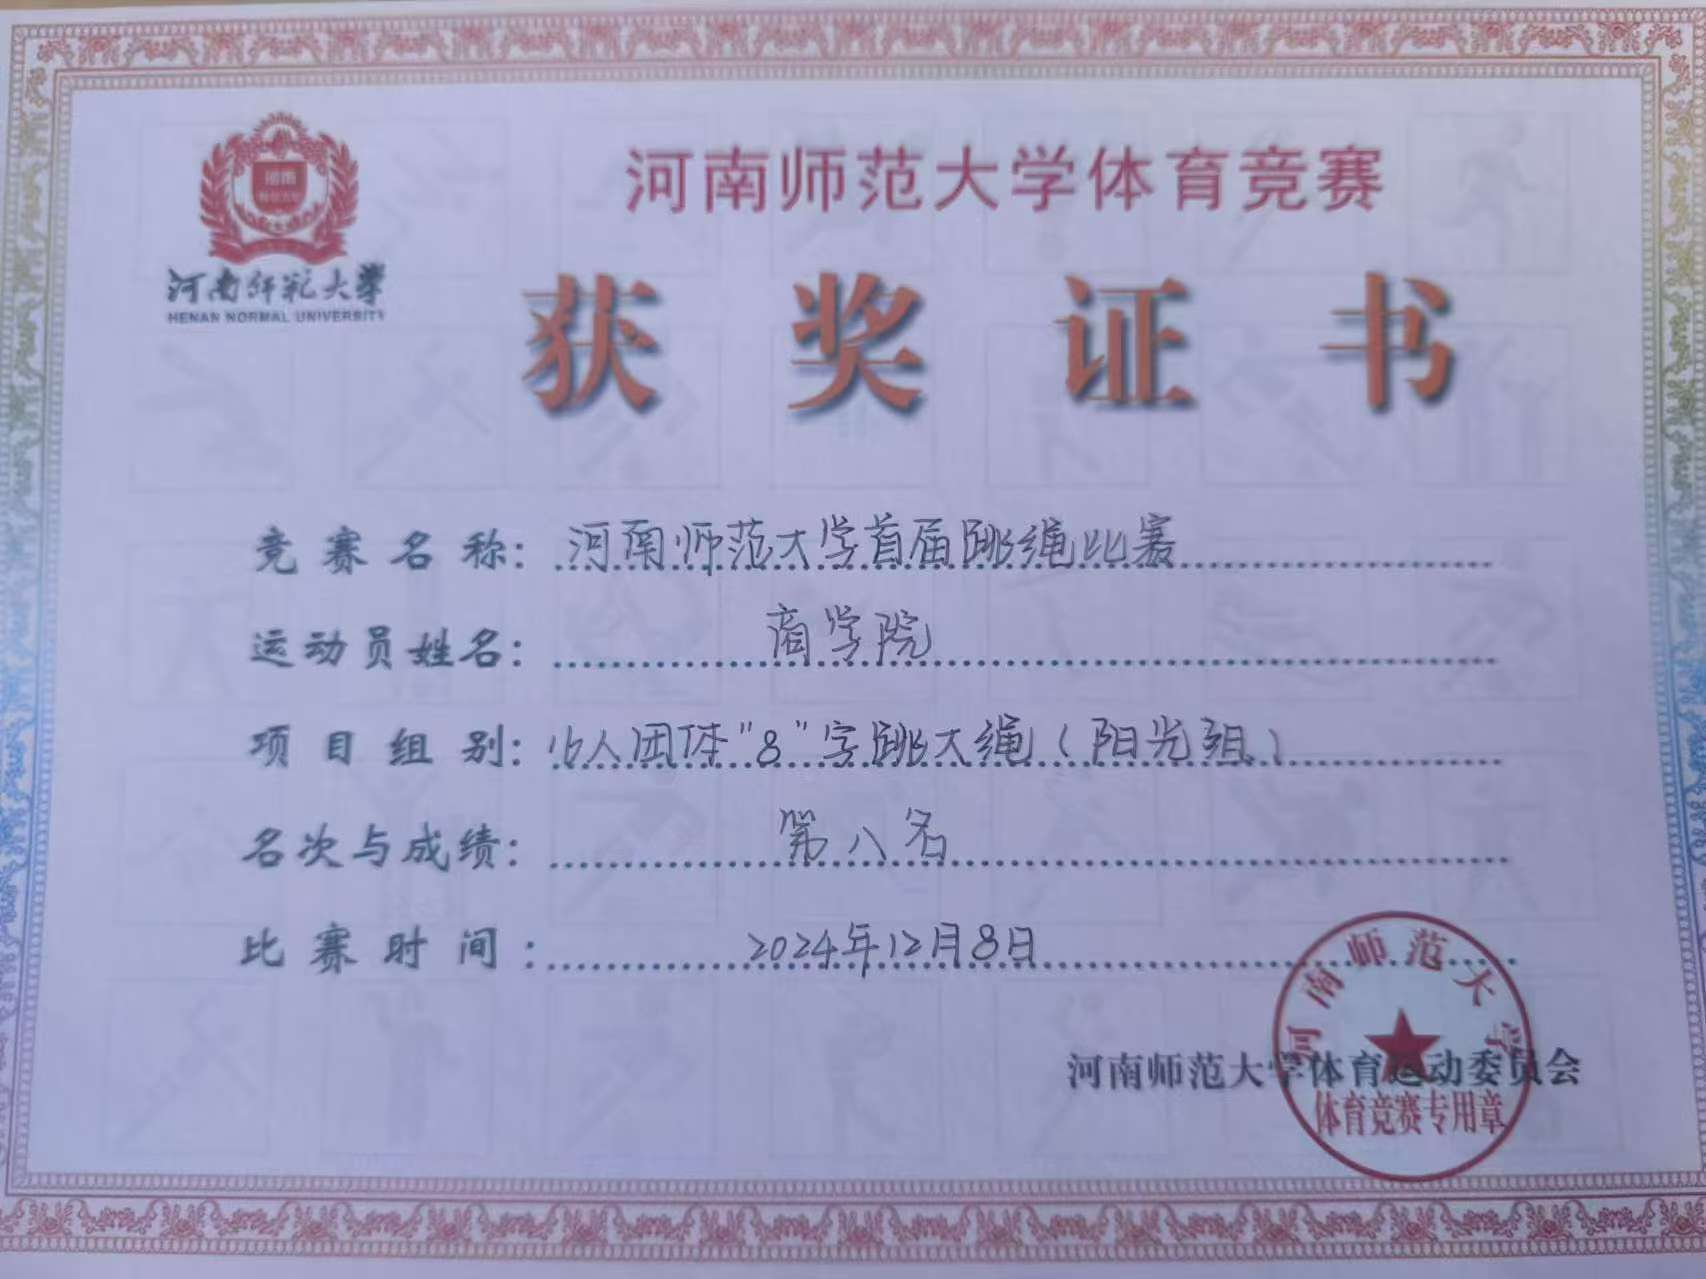 河南师范大学体育竞赛
河南师范大学
HENAN NORMAL UNIVERSITY
获奖证书
竞赛名称：河南师范大学首届跳绳比赛
运动员姓名：商学院
项目组别：人团体"8"字跳大绳（阳光组）
名次与成绩：第八名
比赛时间：2024年12月8日
河南师范大学
河南师范大学体育运动委员会
体育竞赛专用章